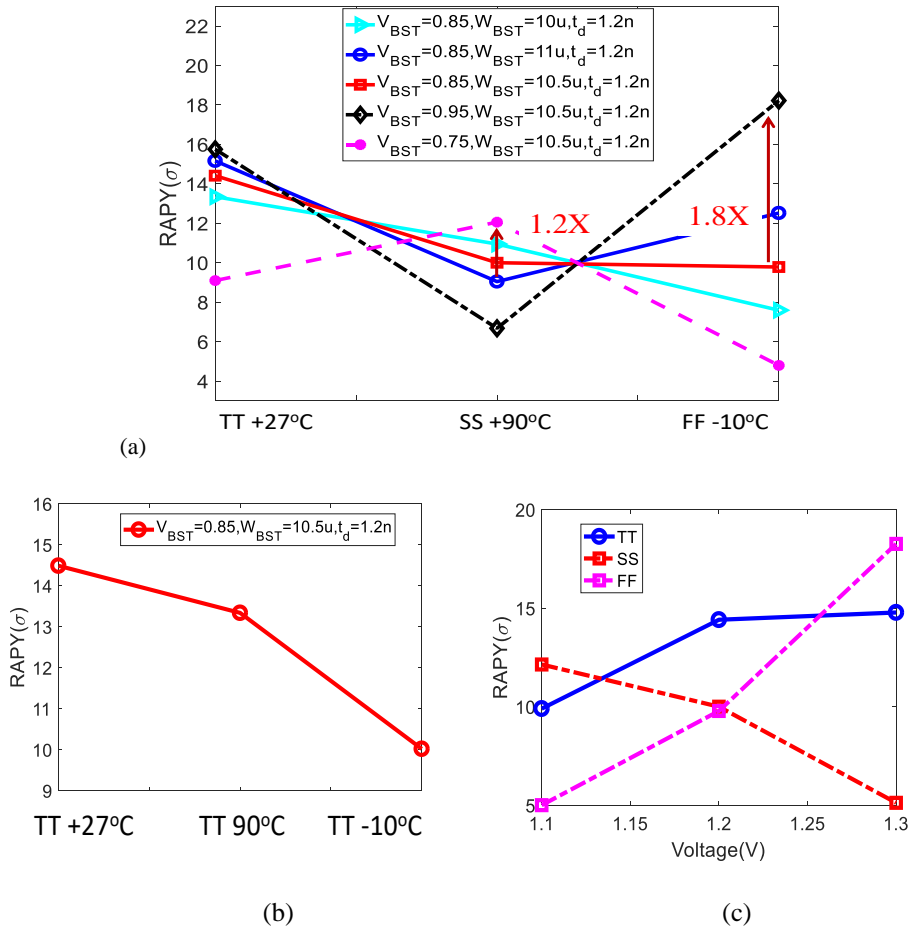 22
20
18
16
14
12
10
8
6
4
RAPY(σ)
V_BST=0.85,W_BST=10u,t_d=1.2n
V_BST=0.85,W_BST=11u,t_d=1.2n
V_BST=0.85,W_BST=10.5u,t_d=1.2n
V_BST=0.95,W_BST=10.5u,t_d=1.2n
V_BST=0.75,W_BST=10.5u,t_d=1.2n
1.2X
1.8X
TT +27°C SS +90°C FF -10°C
(a)
16
15
14
13
12
11
10
9
RAPY(σ)
V_BST=0.85,W_BST=10.5u,t_d=1.2n
TT +27°C TT 90°C TT -10°C
(b)
20
15
10
5
RAPY(σ)
TT
SS
FF
1.1 1.15 1.2 1.25 1.3
Voltage(V)
(c)